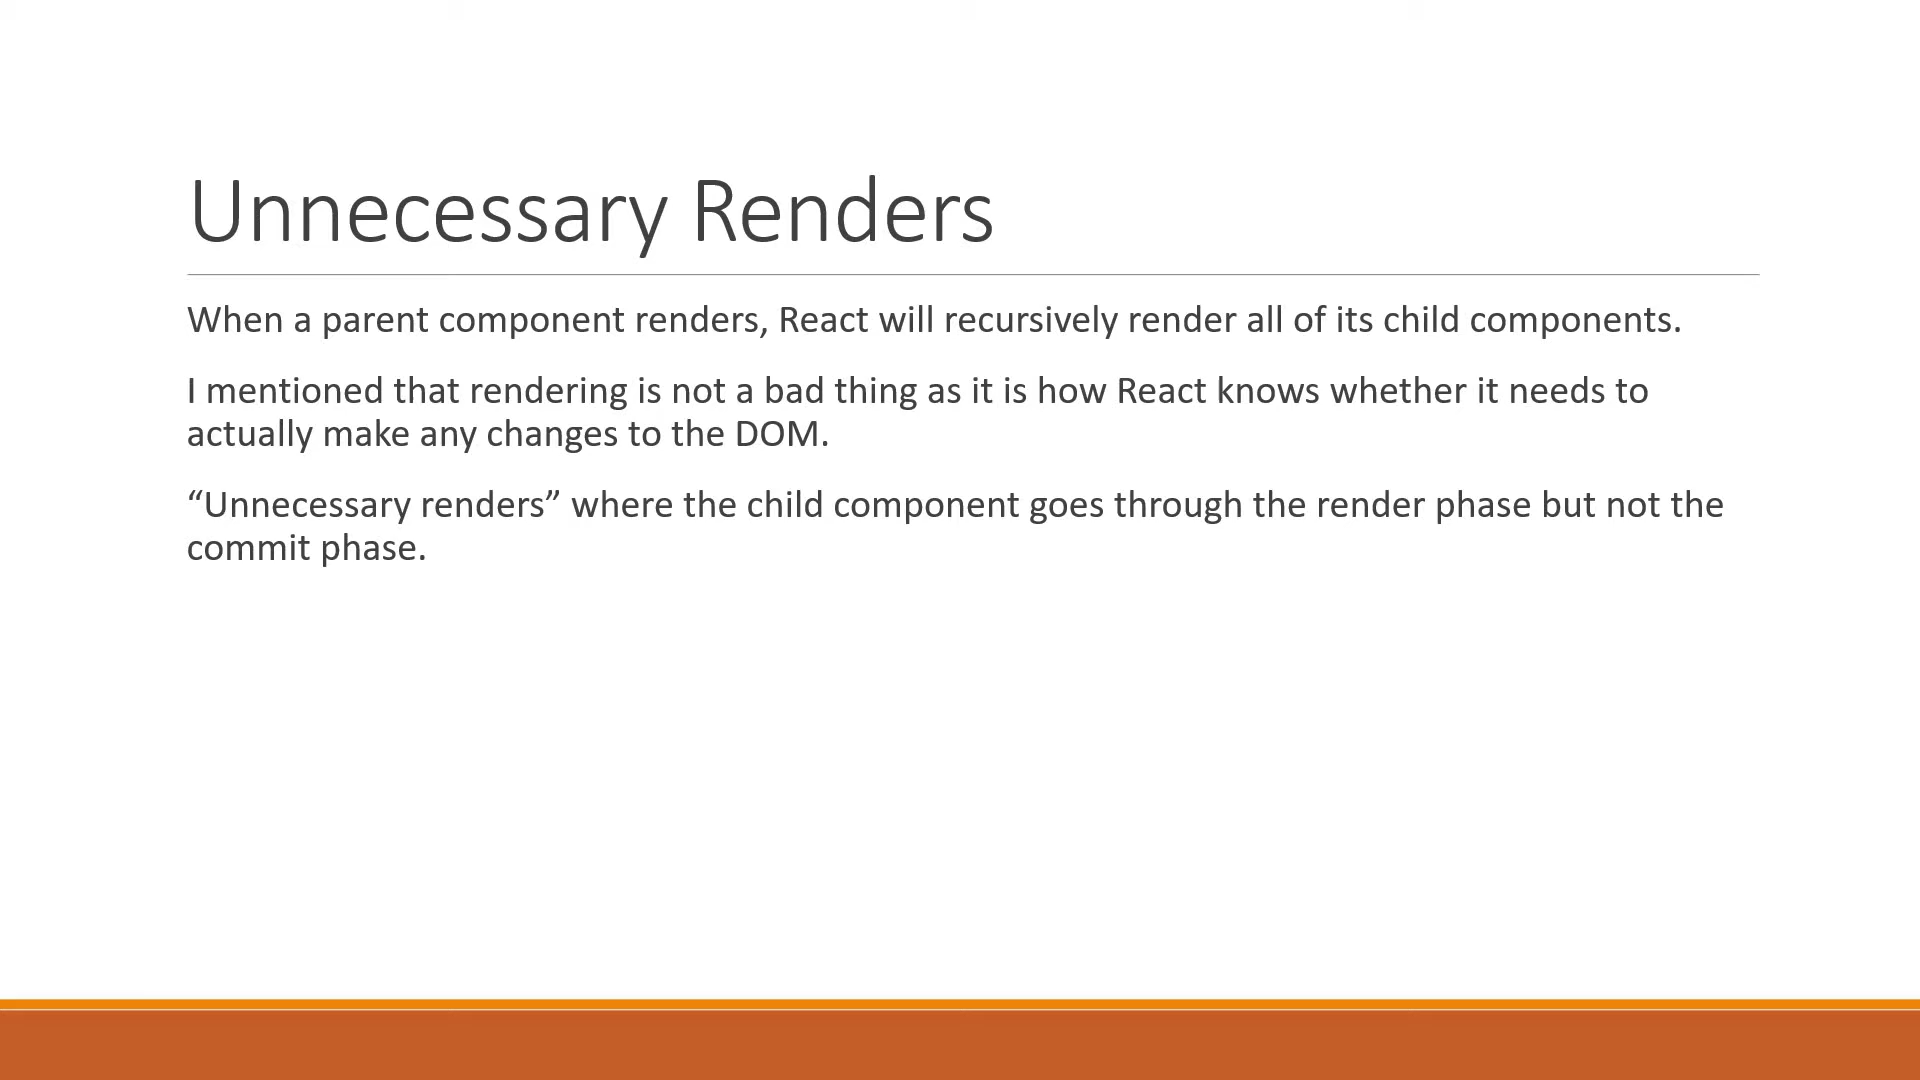 Unnecessary Renders
When a parent component renders, React will recursively render all of its child components.
I mentioned that rendering is not a bad thing as it is how React knows whether it needs to
actually make any changes to the DOM.
“Unnecessary renders” where the child component goes through the render phase but not the
commit phase.